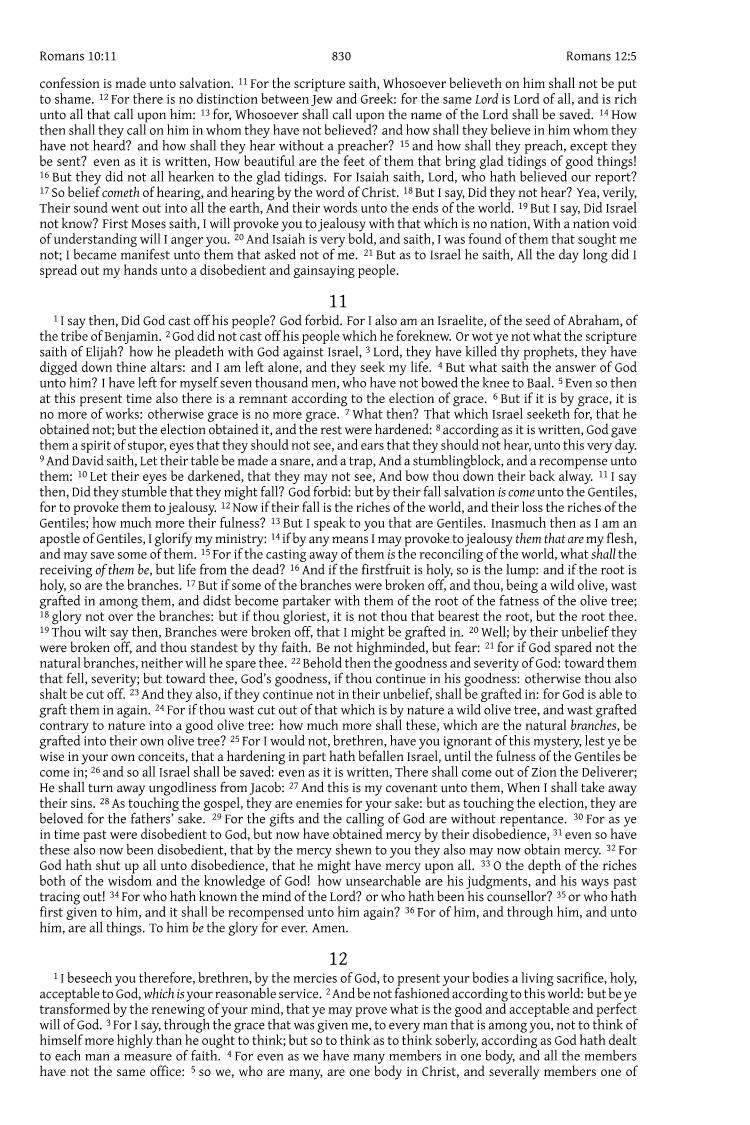 Romans 10:11 830 Romans 12:5
confession is made unto salvation. 11 For the scripture saith, Whosoever believeth on him shall not be put
to shame. 12 For there is no distinction between Jew and Greek: for the same Lord is Lord of all, and is rich
unto all that call upon him: 13 for, Whosoever shall call upon the name of the Lord shall be saved. 14 How
then shall they call on him in whom they have not believed? and how shall they believe in him whom they
have not heard? and how shall they hear without a preacher? 15 and how shall they preach, except they
be sent? even as it is written, How beautiful are the feet of them that bring glad tidings of good things!
16 But they did not all hearken to the glad tidings. For Isaiah saith, Lord, who hath believed our report?
17 So belief cometh of hearing, and hearing by the word of Christ. 18 But I say, Did they not hear? Yea, verily,
Their sound went out into all the earth, And their words unto the ends of the world. 19 But I say, Did Israel
not know? First Moses saith, I will provoke you to jealousy with that which is no nation, With a nation void
of understanding will I anger you. 20 And Isaiah is very bold, and saith, I was found of them that sought me
not; I became manifest unto them that asked not of me. 21 But as to Israel he saith, All the day long did I
spread out my hands unto a disobedient and gainsaying people.
11
1 I say then, Did God cast off his people? God forbid. For I also am an Israelite, of the seed of Abraham, of
the tribe of Benjamin. 2 God did not cast off his people which he foreknew. Or wot ye not what the scripture
saith of Elijah? how he pleadeth with God against Israel, 3 Lord, they have killed thy prophets, they have
digged down thine altars: and I am left alone, and they seek my life. 4 But what saith the answer of God
unto him? I have left for myself seven thousand men, who have not bowed the knee to Baal. 5 Even so then
at this present time also there is a remnant according to the election of grace. 6 But if it is by grace, it is
no more of works: otherwise grace is no more grace. 7 What then? That which Israel seeketh for, that he
obtained not; but the election obtained it, and the rest were hardened: 8 according as it is written, God gave
them a spirit of stupor, eyes that they should not see, and ears that they should not hear, unto this very day.
9 And David saith, Let their table be made a snare, and a trap, And a stumblingblock, and a recompense unto
them: 10 Let their eyes be darkened, that they may not see, And bow thou down their back alway. 11 I say
then, Did they stumble that they might fall? God forbid: but by their fall salvation is come unto the Gentiles,
for to provoke them to jealousy. 12 Now if their fall is the riches of the world, and their loss the riches of the
Gentiles; how much more their fulness? 13 But I speak to you that are Gentiles. Inasmuch then as I am an
apostle of Gentiles, I glorify my ministry: 14 if by any means I may provoke to jealousy them that are my flesh,
and may save some of them. 15 For if the casting away of them is the reconciling of the world, what shall the
receiving of them be, but life from the dead? 16 And if the firstfruit is holy, so is the lump: and if the root is
holy, so are the branches. 17 But if some of the branches were broken off, and thou, being a wild olive, wast
grafted in among them, and didst become partaker with them of the root of the fatness of the olive tree;
18 glory not over the branches: but if thou gloriest, it is not thou that bearest the root, but the root thee.
19 Thou wilt say then, Branches were broken off, that I might be grafted in. 20 Well; by their unbelief they
were broken off, and thou standest by thy faith. Be not highminded, but fear: 21 for if God spared not the
natural branches, neither will he spare thee. 22 Behold then the goodness and severity of God: toward them
that fell, severity; but toward thee, God's goodness, if thou continue in his goodness: otherwise thou also
shalt be cut off. 23 And they also, if they continue not in their unbelief, shall be grafted in: for God is able to
graft them in again. 24 For if thou wast cut out of that which is by nature a wild olive tree, and wast grafted
contrary to nature into a good olive tree: how much more shall these, which are the natural branches, be
grafted into their own olive tree? 25 For I would not, brethren, have you ignorant of this mystery, lest ye be
wise in your own conceits, that a hardening in part hath befallen Israel, until the fulness of the Gentiles be
come in; 26 and so all Israel shall be saved: even as it is written, There shall come out of Zion the Deliverer;
He shall turn away ungodliness from Jacob: 27 And this is my covenant unto them, When I shall take away
their sins. 28 As touching the gospel, they are enemies for your sake: but as touching the election, they are
beloved for the fathers' sake. 29 For the gifts and the calling of God are without repentance. 30 For as ye
in time past were disobedient to God, but now have obtained mercy by their disobedience, 31 even so have
these also now been disobedient, that by the mercy shewn to you they also may now obtain mercy. 32 For
God hath shut up all unto disobedience, that he might have mercy upon all. 33 O the depth of the riches
both of the wisdom and the knowledge of God! how unsearchable are his judgments, and his ways past
tracing out! 34 For who hath known the mind of the Lord? or who hath been his counsellor? 35 or who hath
first given to him, and it shall be recompensed unto him again? 36 For of him, and through him, and unto
him, are all things. To him be the glory for ever. Amen.
12
1 I beseech you therefore, brethren, by the mercies of God, to present your bodies a living sacrifice, holy,
acceptable to God, which is your reasonable service. 2 And be not fashioned according to this world: but be ye
transformed by the renewing of your mind, that ye may prove what is the good and acceptable and perfect
will of God. 3 For I say, through the grace that was given me, to every man that is among you, not to think of
himself more highly than he ought to think; but so to think as to think soberly, according as God hath dealt
to each man a measure of faith. 4 For even as we have many members in one body, and all the members
have not the same office: 5 so we, who are many, are one body in Christ, and severally members one of